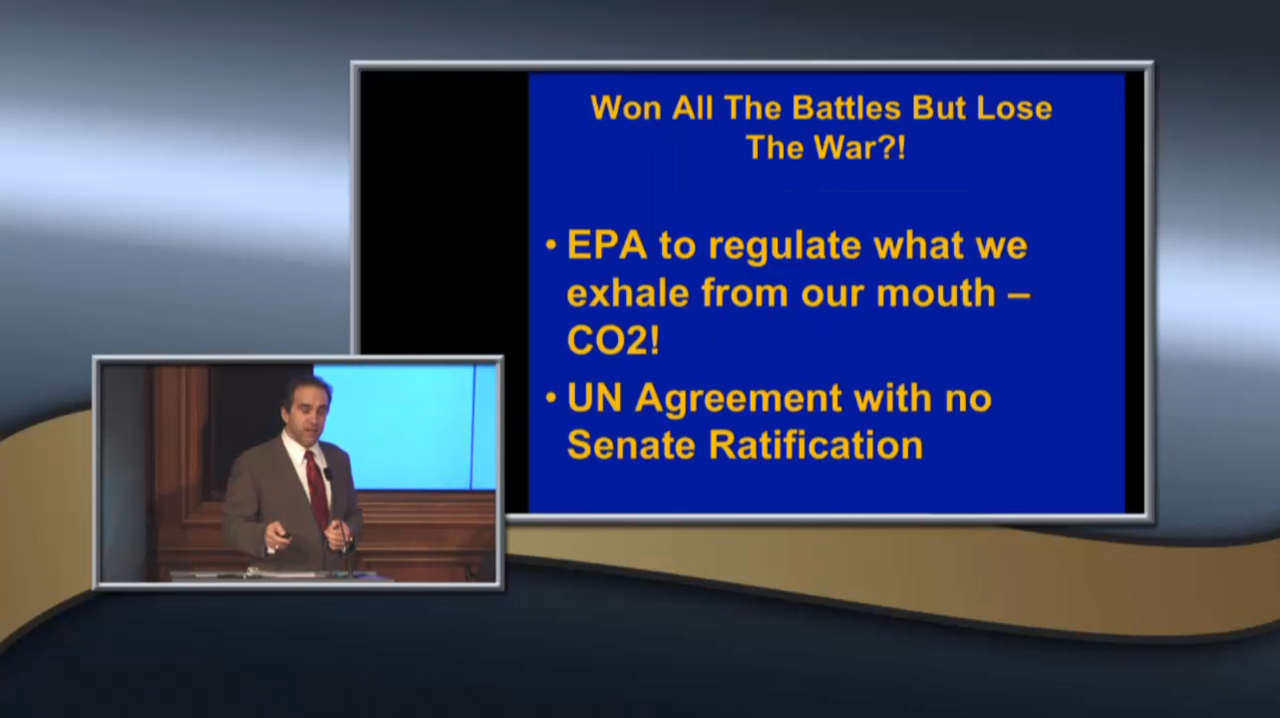 Won All The Battles But Lose
The War?!
• EPA to regulate what we
exhale from our mouth –
CO2!
• UN Agreement with no
Senate Ratification